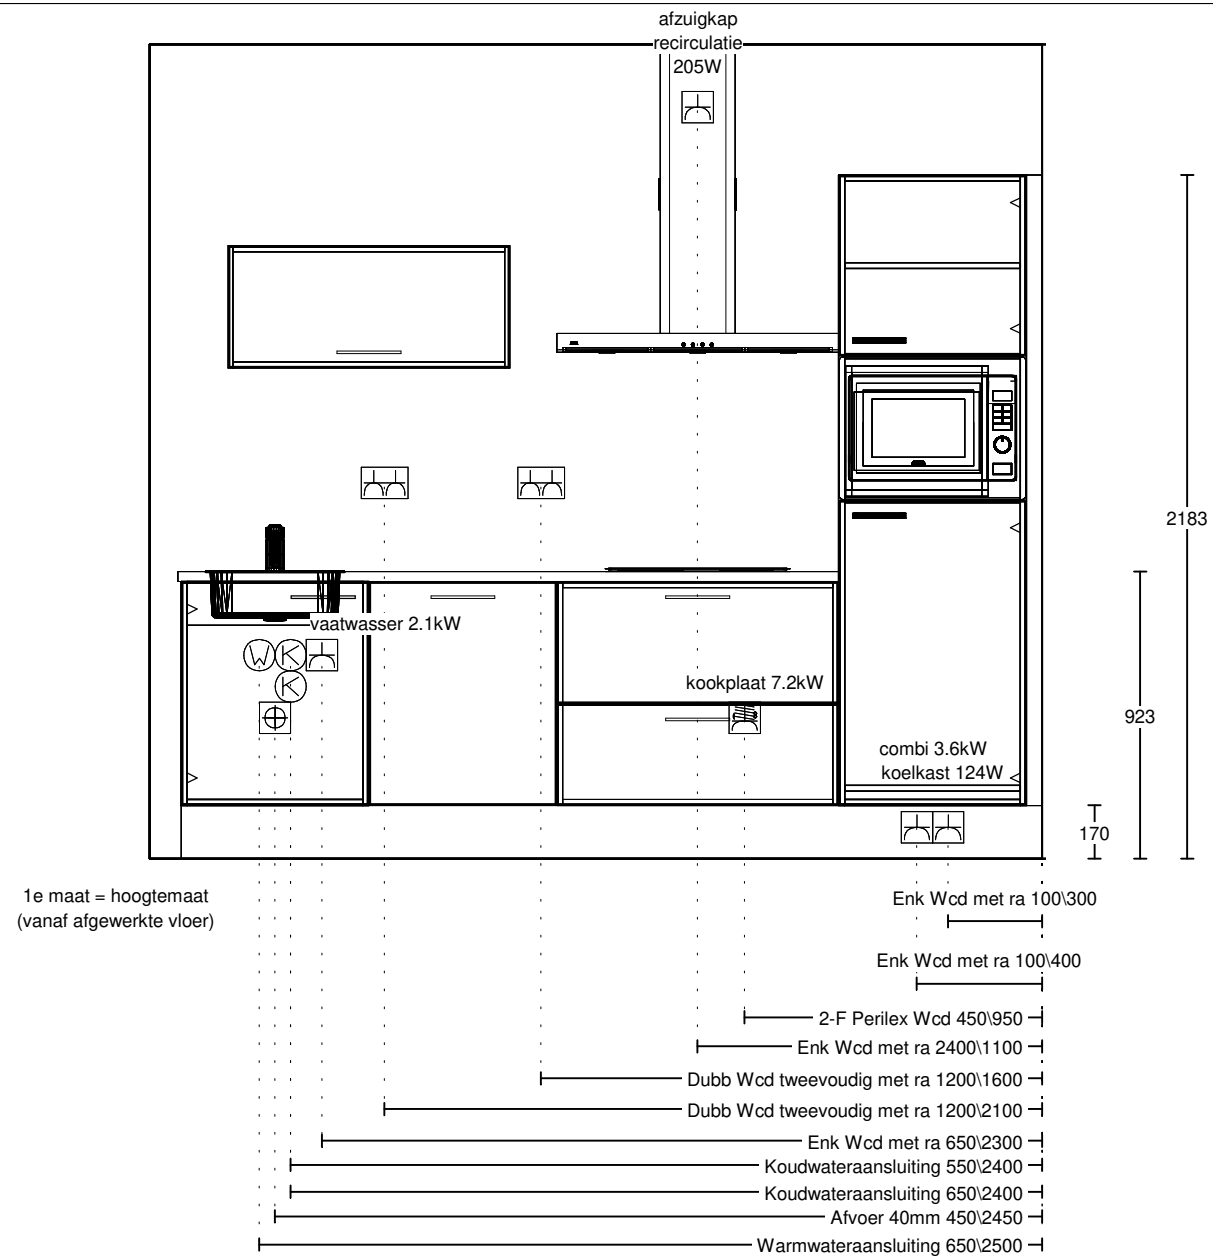 afzuigkap
recirculatie
205W
2183
vaatwasser 2.1kW
W
K
K
kookplaat 7.2kW
923
combi 3.6kW
koelkast 124W
170
1e maat = hoogtemaat
(vanaf afgewerkte vloer)
Enk Wcd met ra 100\300
Enk Wcd met ra 100\400
2-F Perilex Wcd 450\950
Enk Wcd met ra 2400\1100
Dubb Wcd tweevoudig met ra 1200\1600
Dubb Wcd tweevoudig met ra 1200\2100
Enk Wcd met ra 650\2300
Koudwateraansluiting 550\2400
Koudwateraansluiting 650\2400
Afvoer 40mm 450\2450
Warmwateraansluiting 650\2500